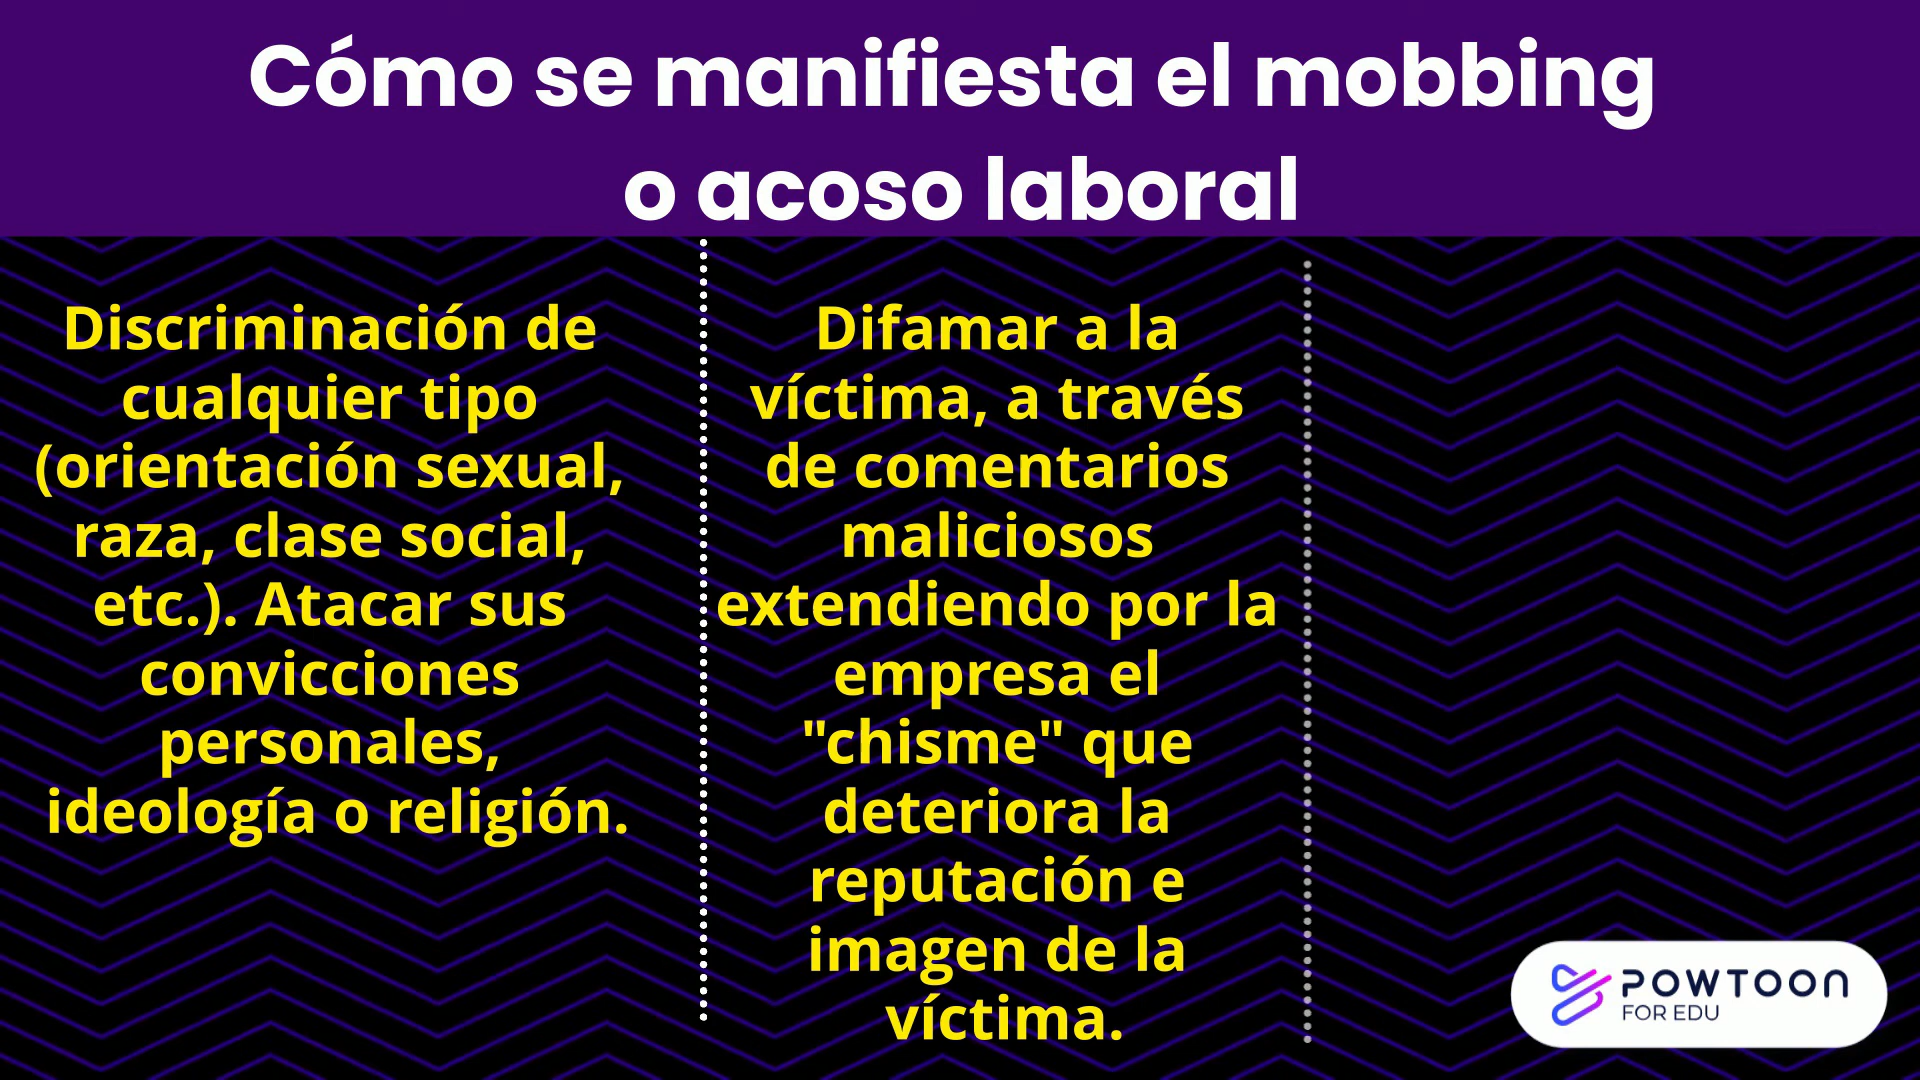 Cómo se manifiesta el mobbing
o acoso laboral
Discriminación de
cualquier tipo
(orientación sexual,
raza, clase social,
etc.). Atacar sus
convicciones
personales,
ideología o religión.
Difamar a la
víctima, a través
de comentarios
maliciosos
extendiendo por la
empresa el
"chisme" que
deteriora la
reputación e
imagen de la
víctima.
POWTOON
FOR EDU